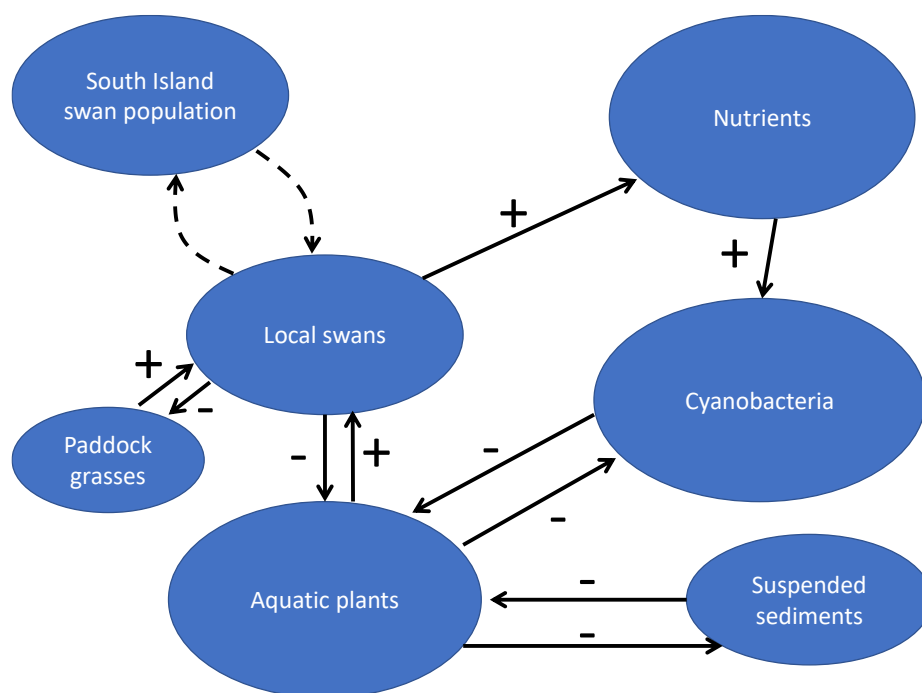 South Island
swan population
Nutrients
+
+
Local swans
+
-
Cyanobacteria
Paddock
grasses
-
+
-
-
Aquatic plants
-
-
Suspended
sediments